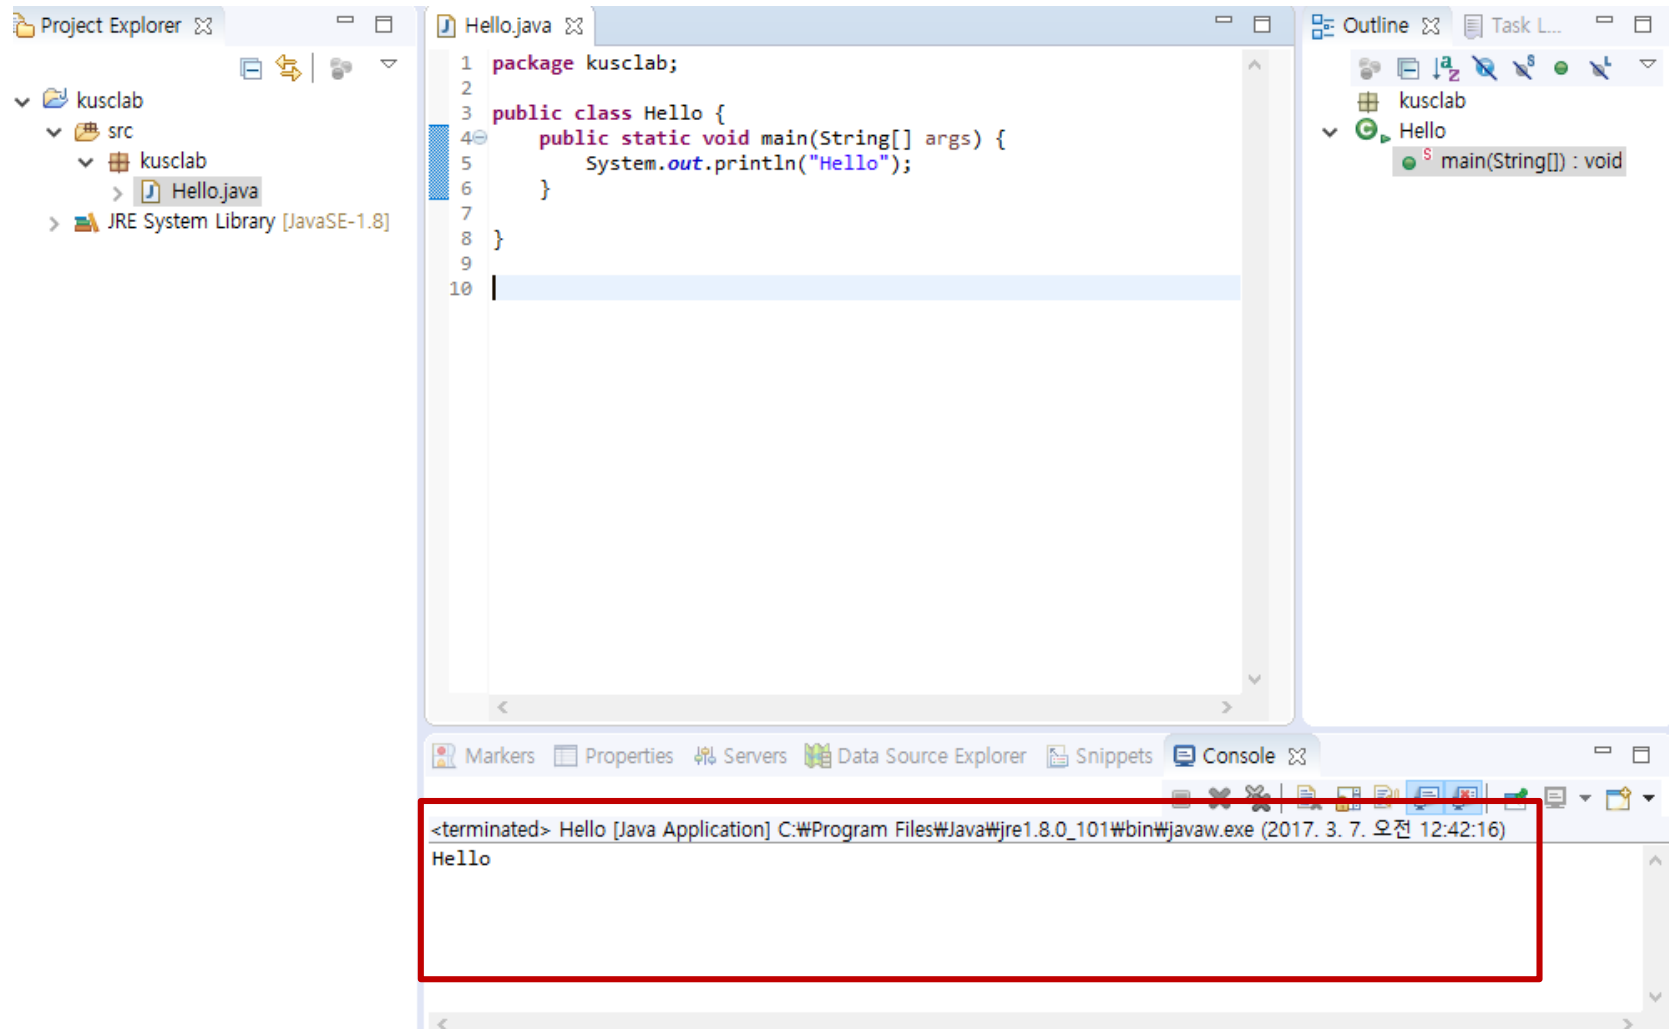 Project Explorer
kusclab
src
kusclab
Hello.java
JRE System Library [JavaSE-1.8]
Hello.java
1 package kusclab;
2
3 public class Hello {
4 public static void main(String[] args) {
5 System.out.println("Hello");
6 }
7
8 }
9
10
Outline Task L...
kusclab
Hello
main(String[]) : void
Markers Properties Servers Data Source Explorer Snippets Console
<terminated> Hello [Java Application] C:₩Program Files₩Java₩jre1.8.0_101₩bin₩javaw.exe (2017. 3. 7. 오전 12:42:16)
Hello